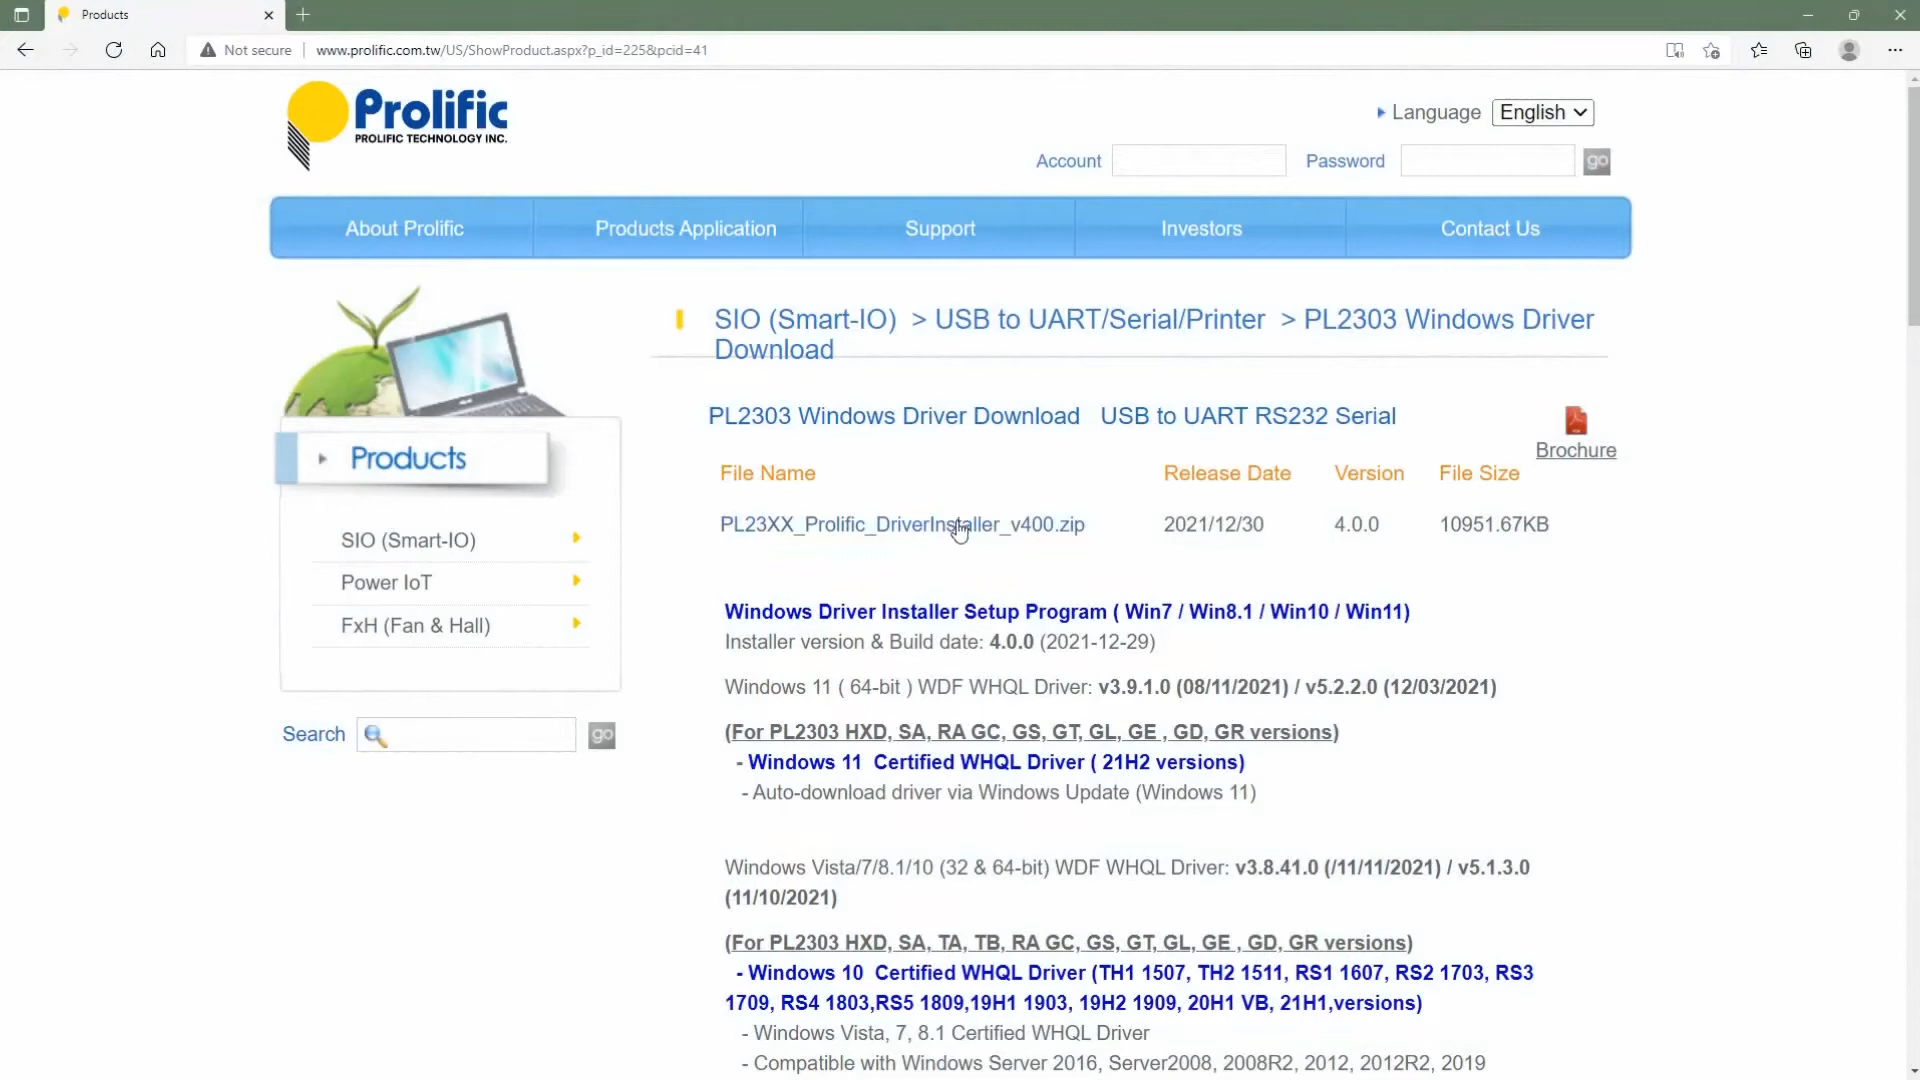 Products
Not secure
www.prolific.com.tw/US/ShowProduct.aspx?p_id=225&pcid=41
Prolific
PROLIFIC TECHNOLOGY INC.
Language English
Account
Password
go
About Prolific
Products Application
Support
Investors
Contact Us
SIO (Smart-IO) > USB to UART/Serial/Printer > PL2303 Windows Driver
Download
PL2303 Windows Driver Download USB to UART RS232 Serial
Brochure
File Name Release Date Version File Size
PL23XX_Prolific_DriverInstaller_v400.zip 2021/12/30 4.0.0 10951.67KB
Products
SIO (Smart-IO)
Power IoT
FxH (Fan & Hall)
Search
go
Windows Driver Installer Setup Program ( Win7 / Win8.1 / Win10 / Win11)
Installer version & Build date: 4.0.0 (2021-12-29)
Windows 11 ( 64-bit ) WDF WHQL Driver: v3.9.1.0 (08/11/2021) / v5.2.2.0 (12/03/2021)
(For PL2303 HXD, SA, RA GC, GS, GT, GL, GE , GD, GR versions)
- Windows 11 Certified WHQL Driver ( 21H2 versions)
- Auto-download driver via Windows Update (Windows 11)
Windows Vista/7/8.1/10 (32 & 64-bit) WDF WHQL Driver: v3.8.41.0 (/11/11/2021) / v5.1.3.0
(11/10/2021)
(For PL2303 HXD, SA, TA, TB, RA GC, GS, GT, GL, GE , GD, GR versions)
- Windows 10 Certified WHQL Driver (TH1 1507, TH2 1511, RS1 1607, RS2 1703, RS3
1709, RS4 1803,RS5 1809,19H1 1903, 19H2 1909, 20H1 VB, 21H1,versions)
- Windows Vista, 7, 8.1 Certified WHQL Driver
- Compatible with Windows Server 2016, Server2008, 2008R2, 2012, 2012R2, 2019